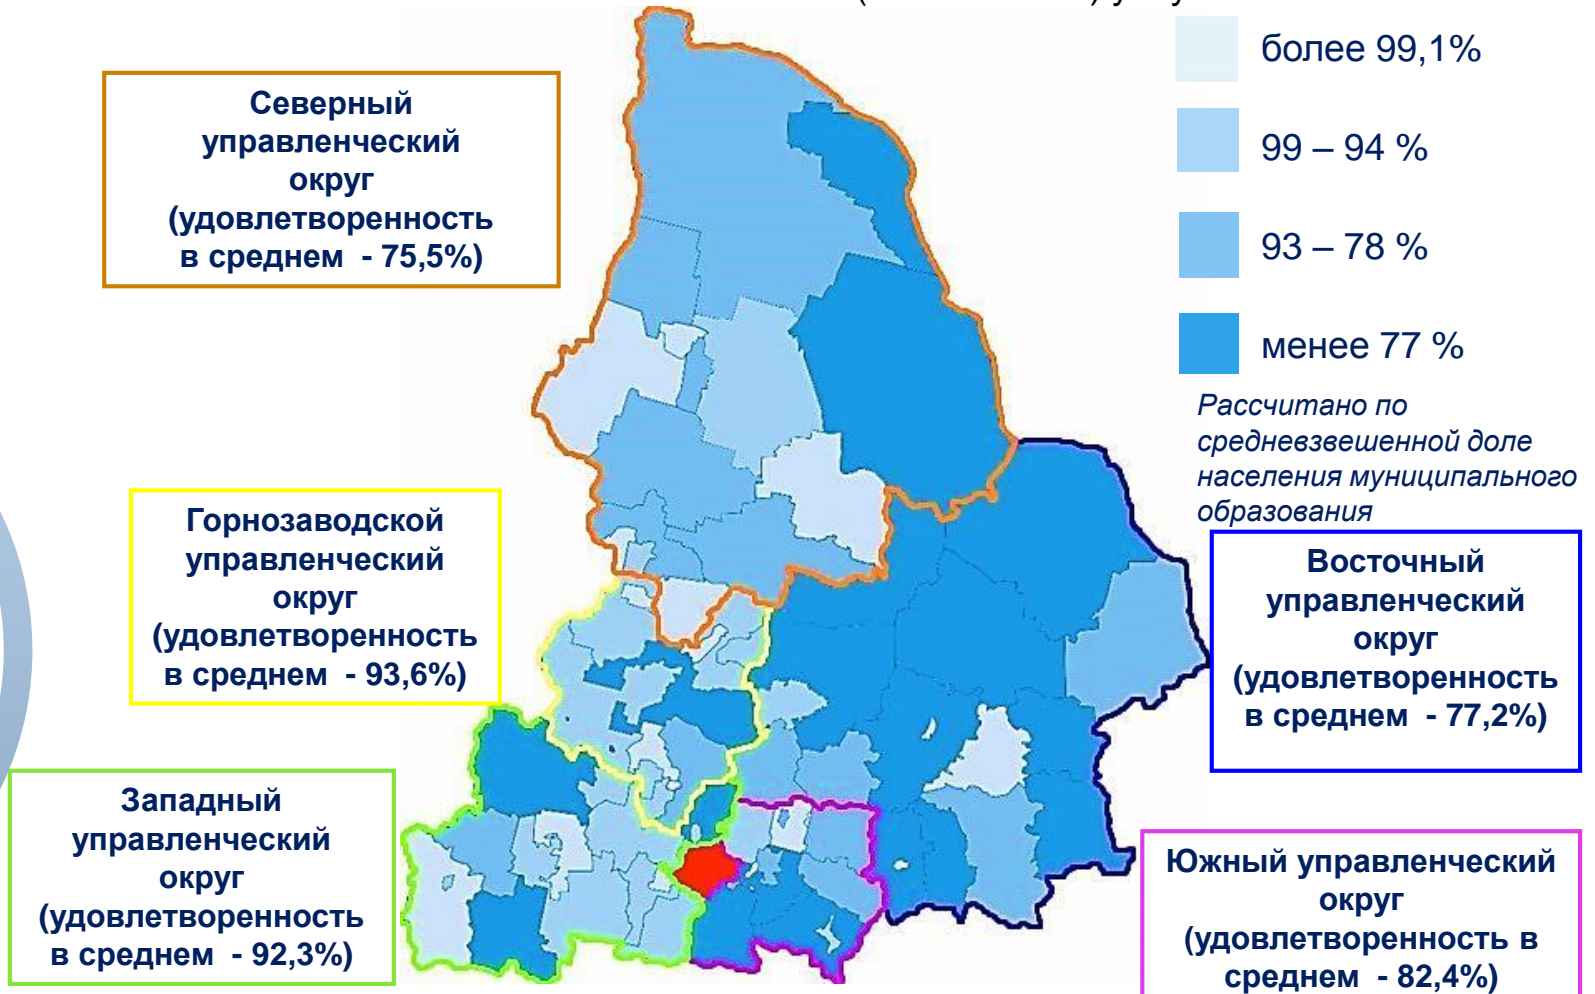 более 99,1%
99 – 94 %
93 – 78 %
менее 77 %
Рассчитано по
средневзвешенной доле
населения муниципального
образования
Северный
управленческий
округ
(удовлетворенность
в среднем - 75,5%)
Горнозаводской
управленческий
округ
(удовлетворенность
в среднем - 93,6%)
Восточный
управленческий
округ
(удовлетворенность
в среднем - 77,2%)
Западный
управленческий
округ
(удовлетворенность
в среднем - 92,3%)
Южный управленческий
округ
(удовлетворенность в
среднем - 82,4%)